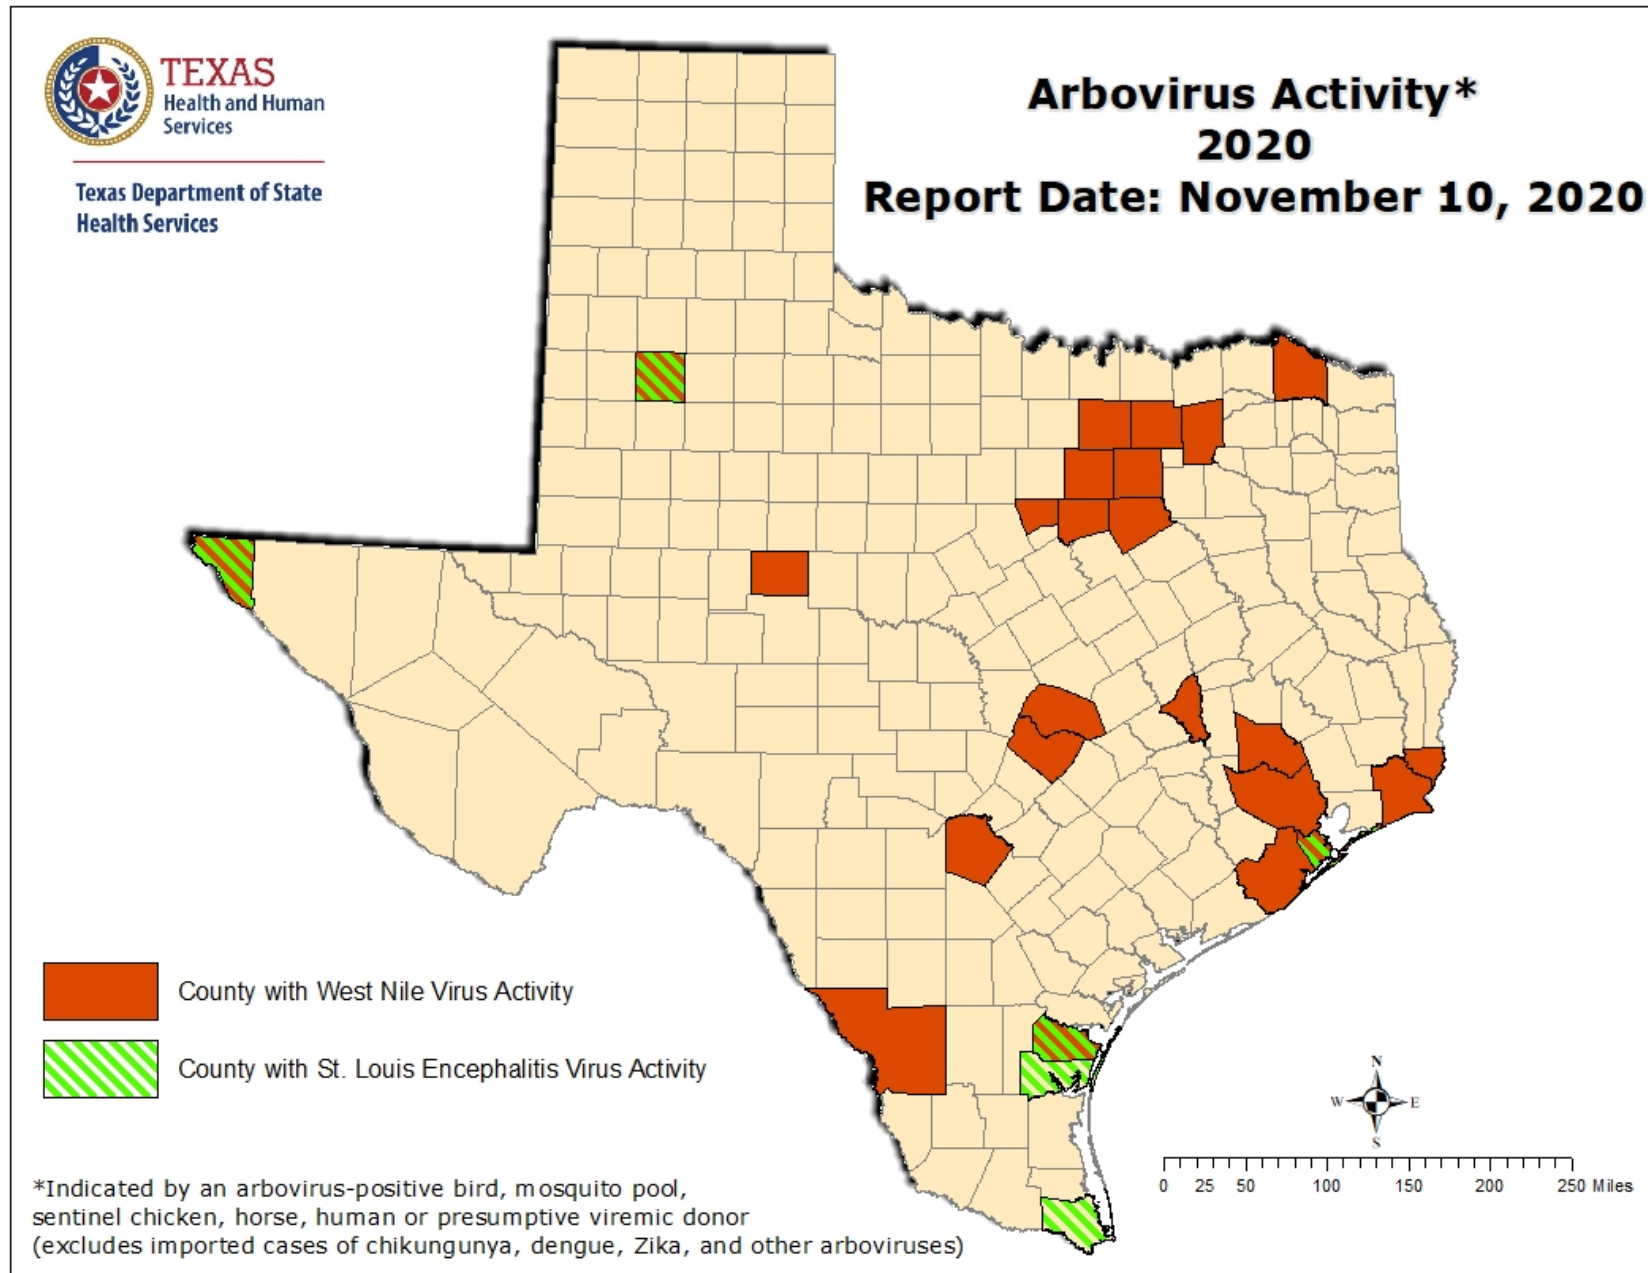 TEXAS
Health and Human
Services
Texas Department of State
Health Services
Arbovirus Activity*
2020
Report Date: November 10, 2020
County with West Nile Virus Activity
County with St. Louis Encephalitis Virus Activity
N
W E
S
0 25 50 100 150 200 250 Miles
*Indicated by an arbovirus-positive bird, mosquito pool,
sentinel chicken, horse, human or presumptive viremic donor
(excludes imported cases of chikungunya, dengue, Zika, and other arboviruses)